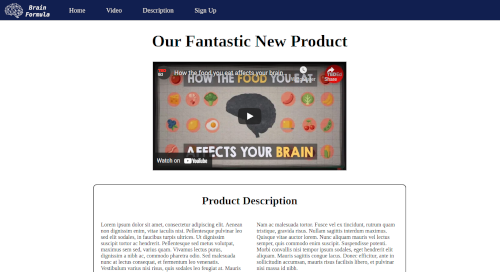 Brain
Formula
Home Video Description Sign Up
Our Fantastic New Product
How the food you eat affects your brain
Share
HOW THE FOOD YOU EAT
AFFECTS YOUR BRAIN
Watch on YouTube
Product Description
Lorem ipsum dolor sit amet, consectetur adipiscing elit. Aenean
non dignissim enim, vitae iaculis nisl. Pellentesque pulvinar leo
sed elit sodales, in faucibus turpis ultrices. Ut dignissim
suscipit tortor ac hendrerit. Pellentesque sed metus volutpat,
maximus sem sed, varius quam. Vivamus lectus purus,
dignissim a nibh ac, commodo pharetra odio. Sed malesuada
nunc at lectus consequat, et fermentum leo venenatis.
Vestibulum varius nisi risus, quis sodales leo feugiat at. Mauris
Nam ac malesuada tortor. Fusce vel ex tincidunt, rutrum quam
tristique, gravida risus. Nullam sagittis interdum maximus.
Quisque vitae auctor lorem. Nunc aliquam mauris vel lectus
semper, quis commodo enim suscipit. Suspendisse potenti.
Morbi convallis nisl tempor ipsum sodales, eget hendrerit elit
aliquam. Mauris sagittis congue lacus. Donec efficitur, ante in
sollicitudin accumsan, mauris risus facilisis libero, et pulvinar
nisi massa id nibh.